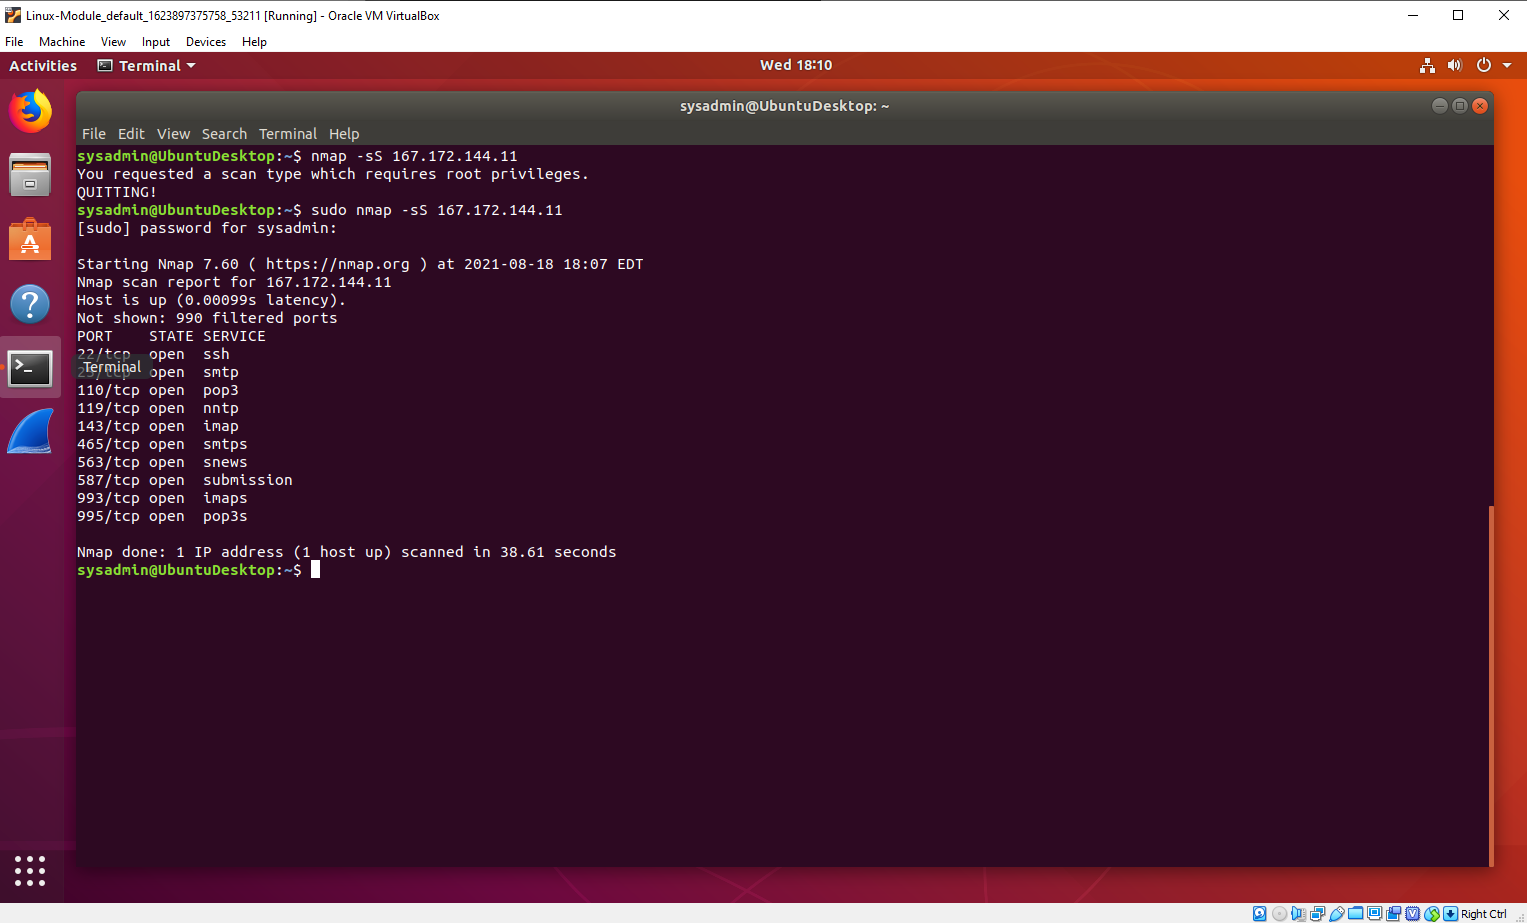 Linux-Module_default_1623897375758_53211 [Running] - Oracle VM VirtualBox
File Machine View Input Devices Help
Activities Terminal Wed 18:10
sysadmin@UbuntuDesktop: ~
File Edit View Search Terminal Help
sysadmin@UbuntuDesktop:~$ nmap -sS 167.172.144.11
You requested a scan type which requires root privileges.
QUITTING!
sysadmin@UbuntuDesktop:~$ sudo nmap -sS 167.172.144.11
[sudo] password for sysadmin:
Starting Nmap 7.60 ( https://nmap.org ) at 2021-08-18 18:07 EDT
Nmap scan report for 167.172.144.11
Host is up (0.00099s latency).
Not shown: 990 filtered ports
PORT STATE SERVICE
22/tcp open ssh
Terminal
25/tcp open smtp
110/tcp open pop3
119/tcp open nntp
143/tcp open imap
465/tcp open smtps
563/tcp open snews
587/tcp open submission
993/tcp open imaps
995/tcp open pop3s
Nmap done: 1 IP address (1 host up) scanned in 38.61 seconds
sysadmin@UbuntuDesktop:~$
Right Ctrl